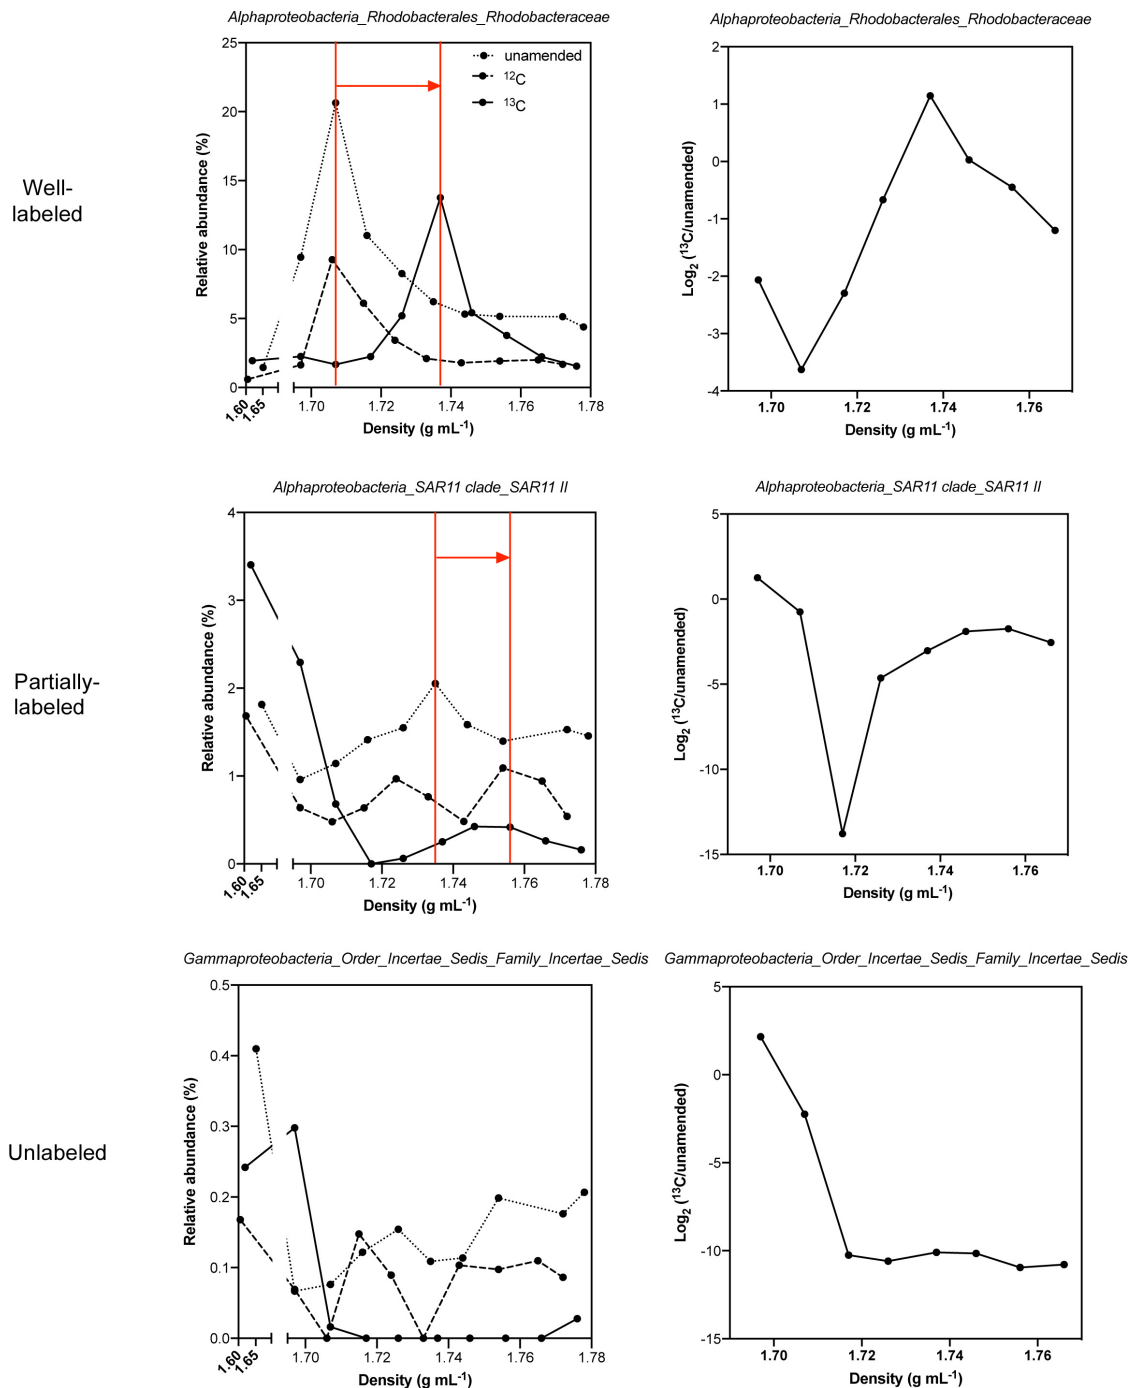 Alphaproteobacteria_Rhodobacterales_Rhodobacteraceae
Alphaproteobacteria_Rhodobacterales_Rhodobacteraceae
Well-
labeled
Relative abundance (%)
25
20
15
10
5
0
unamended
¹²C
¹³C
1.60
1.65
1.70
1.72
1.74
1.76
1.78
Density (g mL⁻¹)
Log₂ (¹³C/unamended)
2
1
0
-1
-2
-3
-4
1.70
1.72
1.74
1.76
Density (g mL⁻¹)
Alphaproteobacteria_SAR11 clade_SAR11 II
Alphaproteobacteria_SAR11 clade_SAR11 II
Partially-
labeled
Relative abundance (%)
4
3
2
1
0
1.60
1.65
1.70
1.72
1.74
1.76
1.78
Density (g mL⁻¹)
Log₂ (¹³C/unamended)
5
0
-5
-10
-15
1.70
1.72
1.74
1.76
Density (g mL⁻¹)
Gammaproteobacteria_Order_Incertae_Sedis_Family_Incertae_Sedis
Gammaproteobacteria_Order_Incertae_Sedis_Family_Incertae_Sedis
Unlabeled
Relative abundance (%)
0.5
0.4
0.3
0.2
0.1
0.0
1.60
1.65
1.70
1.72
1.74
1.76
1.78
Density (g mL⁻¹)
Log₂ (¹³C/unamended)
5
0
-5
-10
-15
1.70
1.72
1.74
1.76
Density (g mL⁻¹)